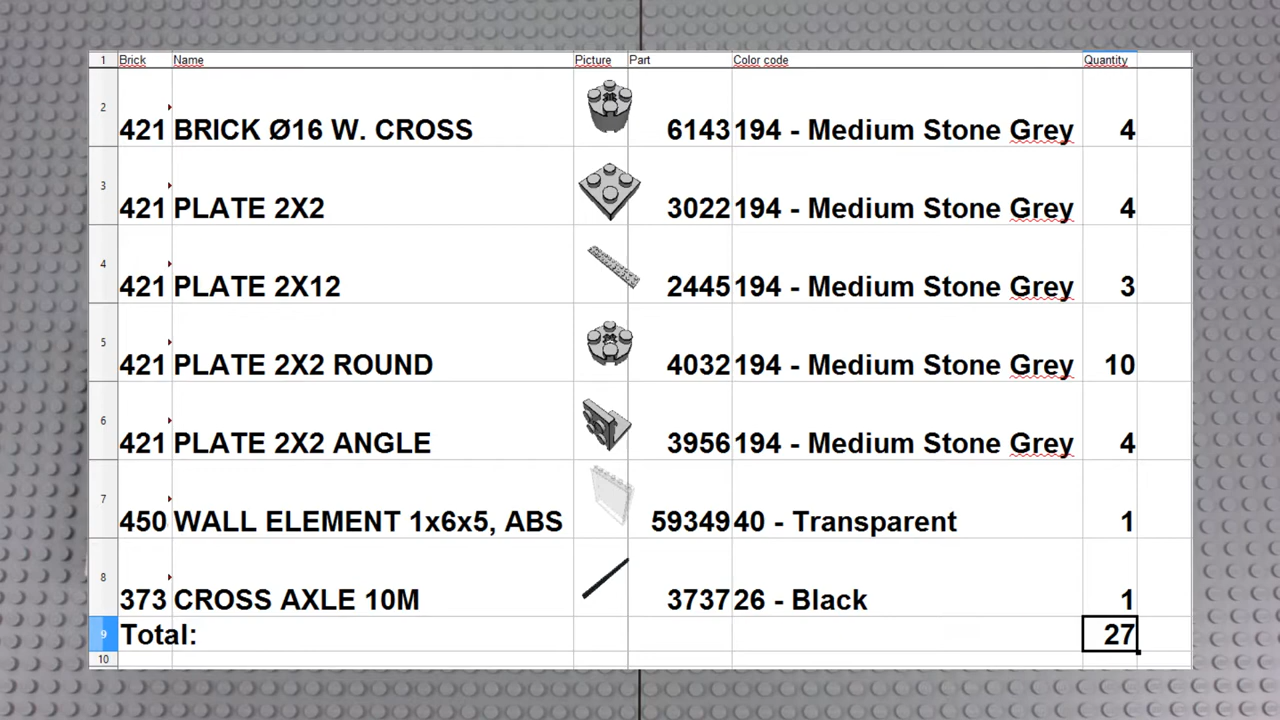 1 Brick Name Picture Part Color code Quantity
2 421 BRICK Ø16 W. CROSS 6143 194 - Medium Stone Grey 4
3 421 PLATE 2X2 3022 194 - Medium Stone Grey 4
4 421 PLATE 2X12 2445 194 - Medium Stone Grey 3
5 421 PLATE 2X2 ROUND 4032 194 - Medium Stone Grey 10
6 421 PLATE 2X2 ANGLE 3956 194 - Medium Stone Grey 4
7 450 WALL ELEMENT 1x6x5, ABS 59349 40 - Transparent 1
8 373 CROSS AXLE 10M 3737 26 - Black 1
9 Total: 27
10